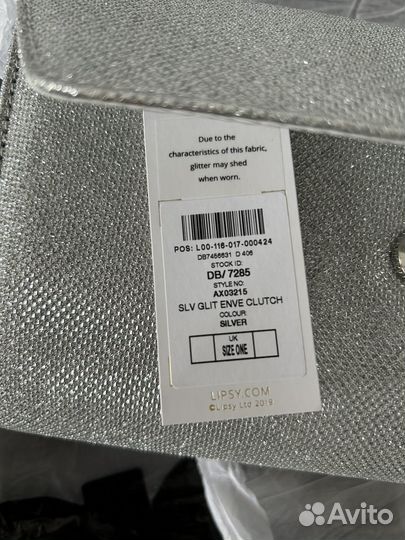 Due to the
characteristics of this fabric,
glitter may shed
when worn.
POS: L00-116-017-000424
DB7456631 D 406
STOCK ID:
DB/7285
STYLE NO:
AX03215
SLV GLIT ENVE CLUTCH
COLOUR:
SILVER
UK
SIZE ONE
LIPSY.COM
©Lipsy Ltd 2019
Avito